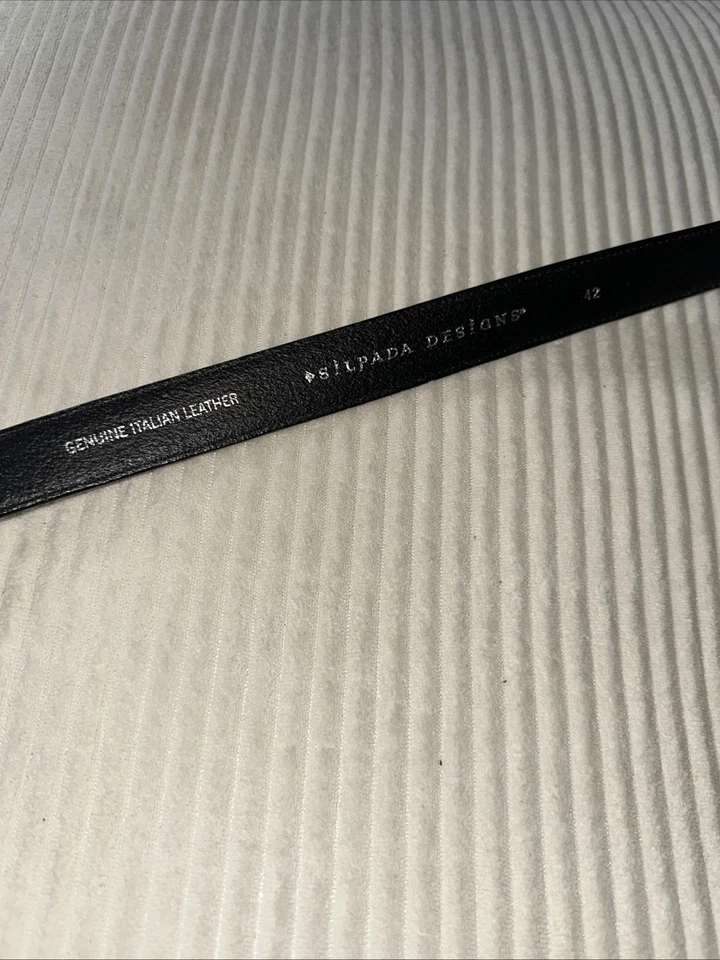 GENUINE ITALIAN LEATHER
SILPADA DESIGNS®
42